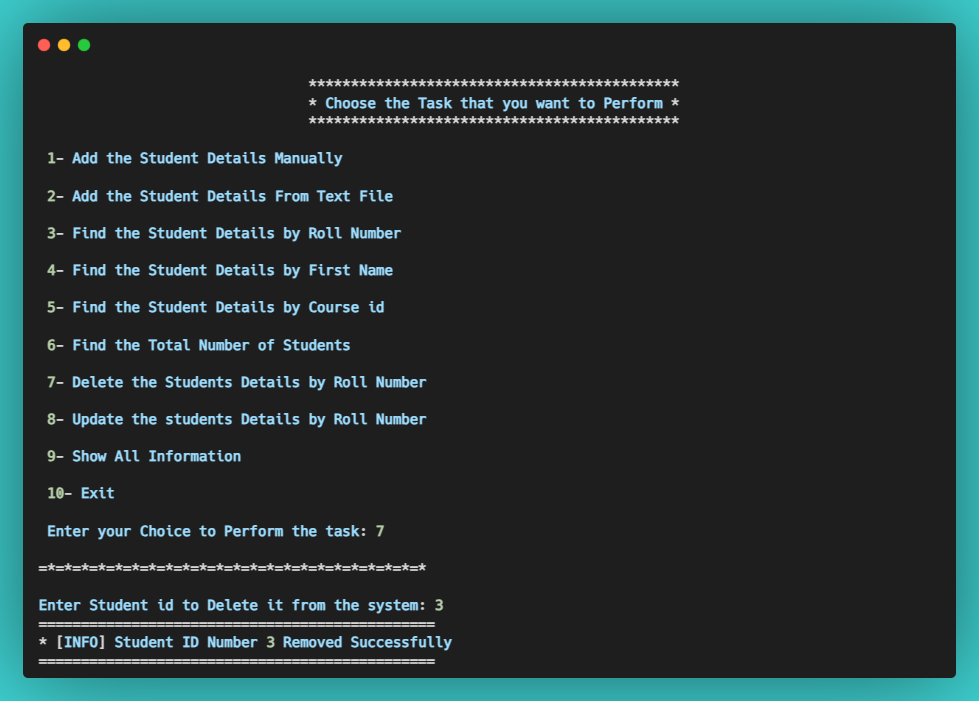 ********************************************
* Choose the Task that you want to Perform *
********************************************
1- Add the Student Details Manually
2- Add the Student Details From Text File
3- Find the Student Details by Roll Number
4- Find the Student Details by First Name
5- Find the Student Details by Course id
6- Find the Total Number of Students
7- Delete the Students Details by Roll Number
8- Update the students Details by Roll Number
9- Show All Information
10- Exit
Enter your Choice to Perform the task: 7
=*=*=*=*=*=*=*=*=*=*=*=*=*=*=*=*=*=*=*=*=*=*=*
Enter Student id to Delete it from the system: 3
===============================================
* [INFO] Student ID Number 3 Removed Successfully
===============================================